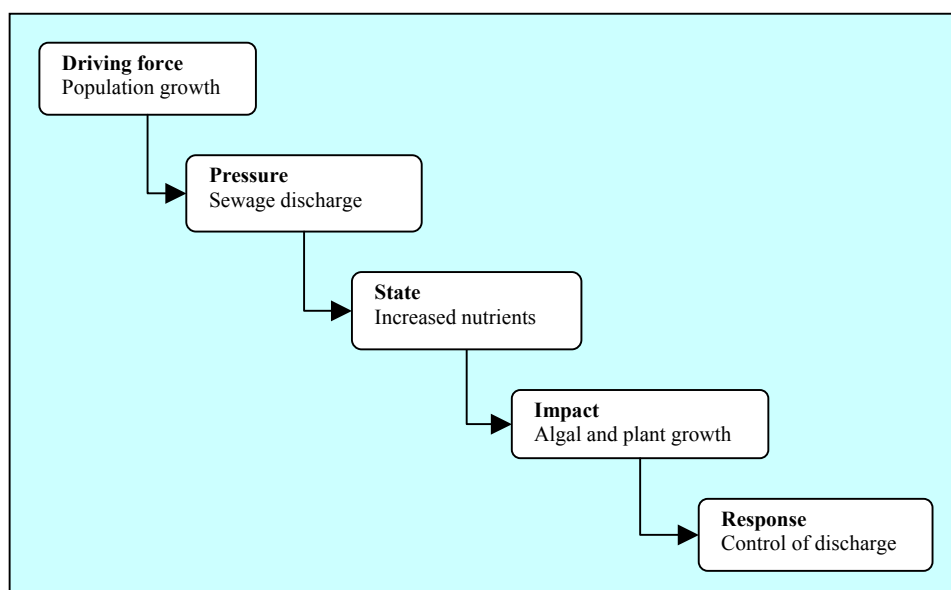 Driving force
Population growth
Pressure
Sewage discharge
State
Increased nutrients
Impact
Algal and plant growth
Response
Control of discharge